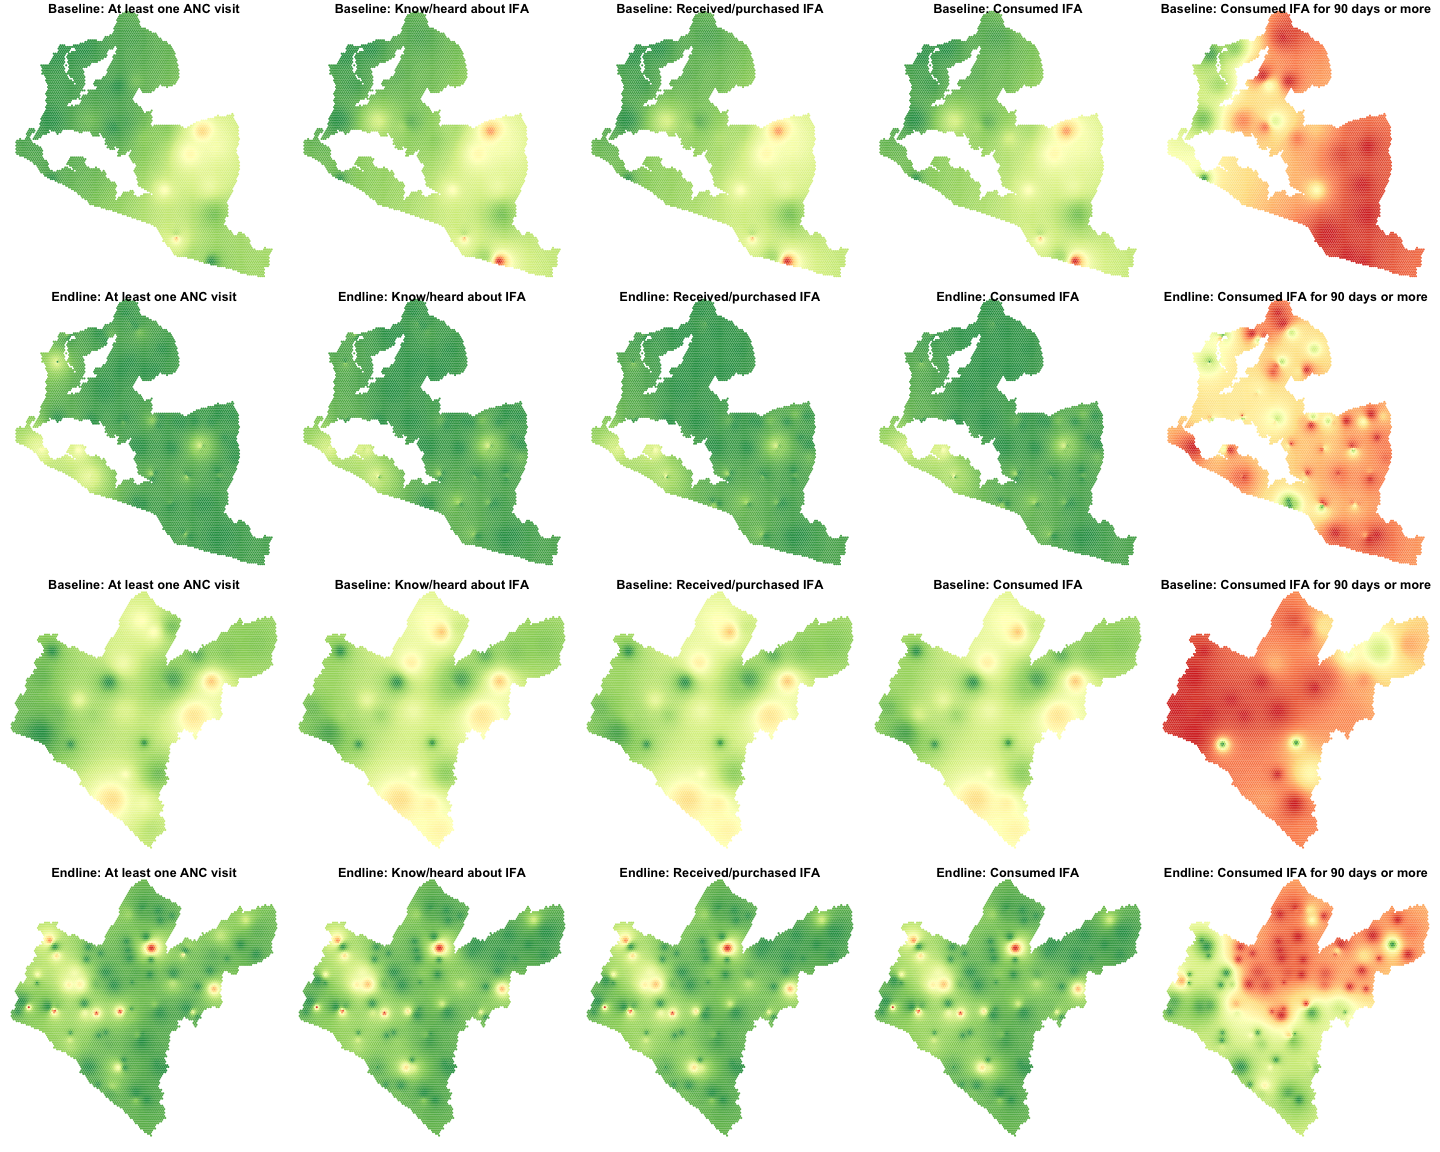 Baseline: At least one ANC visit
Baseline: Know/heard about IFA
Baseline: Received/purchased IFA
Baseline: Consumed IFA
Baseline: Consumed IFA for 90 days or more
Endline: At least one ANC visit
Endline: Know/heard about IFA
Endline: Received/purchased IFA
Endline: Consumed IFA
Endline: Consumed IFA for 90 days or more
Baseline: At least one ANC visit
Baseline: Know/heard about IFA
Baseline: Received/purchased IFA
Baseline: Consumed IFA
Baseline: Consumed IFA for 90 days or more
Endline: At least one ANC visit
Endline: Know/heard about IFA
Endline: Received/purchased IFA
Endline: Consumed IFA
Endline: Consumed IFA for 90 days or more